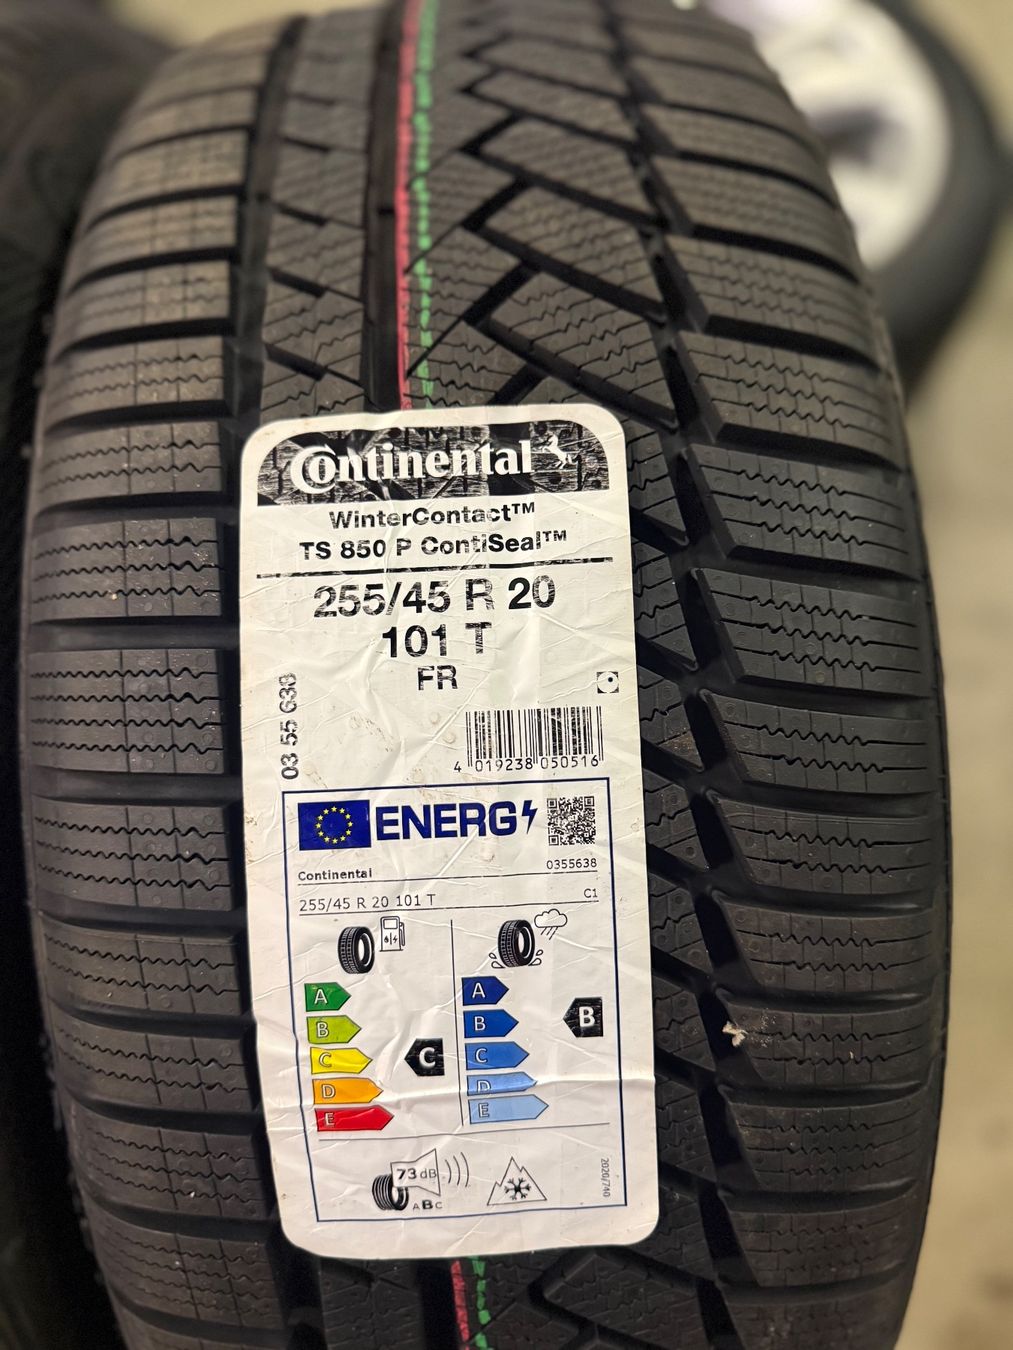 Continental
WinterContact™
TS 850 P ContiSeal™
255/45 R 20
101 T
FR
03 55 638
4 019238 050516
ENERG
Continental
0355638
255/45 R 20 101 T
C1
A
B
C
D
E
C
A
B
C
D
E
B
73 dB
ABC
2020/740